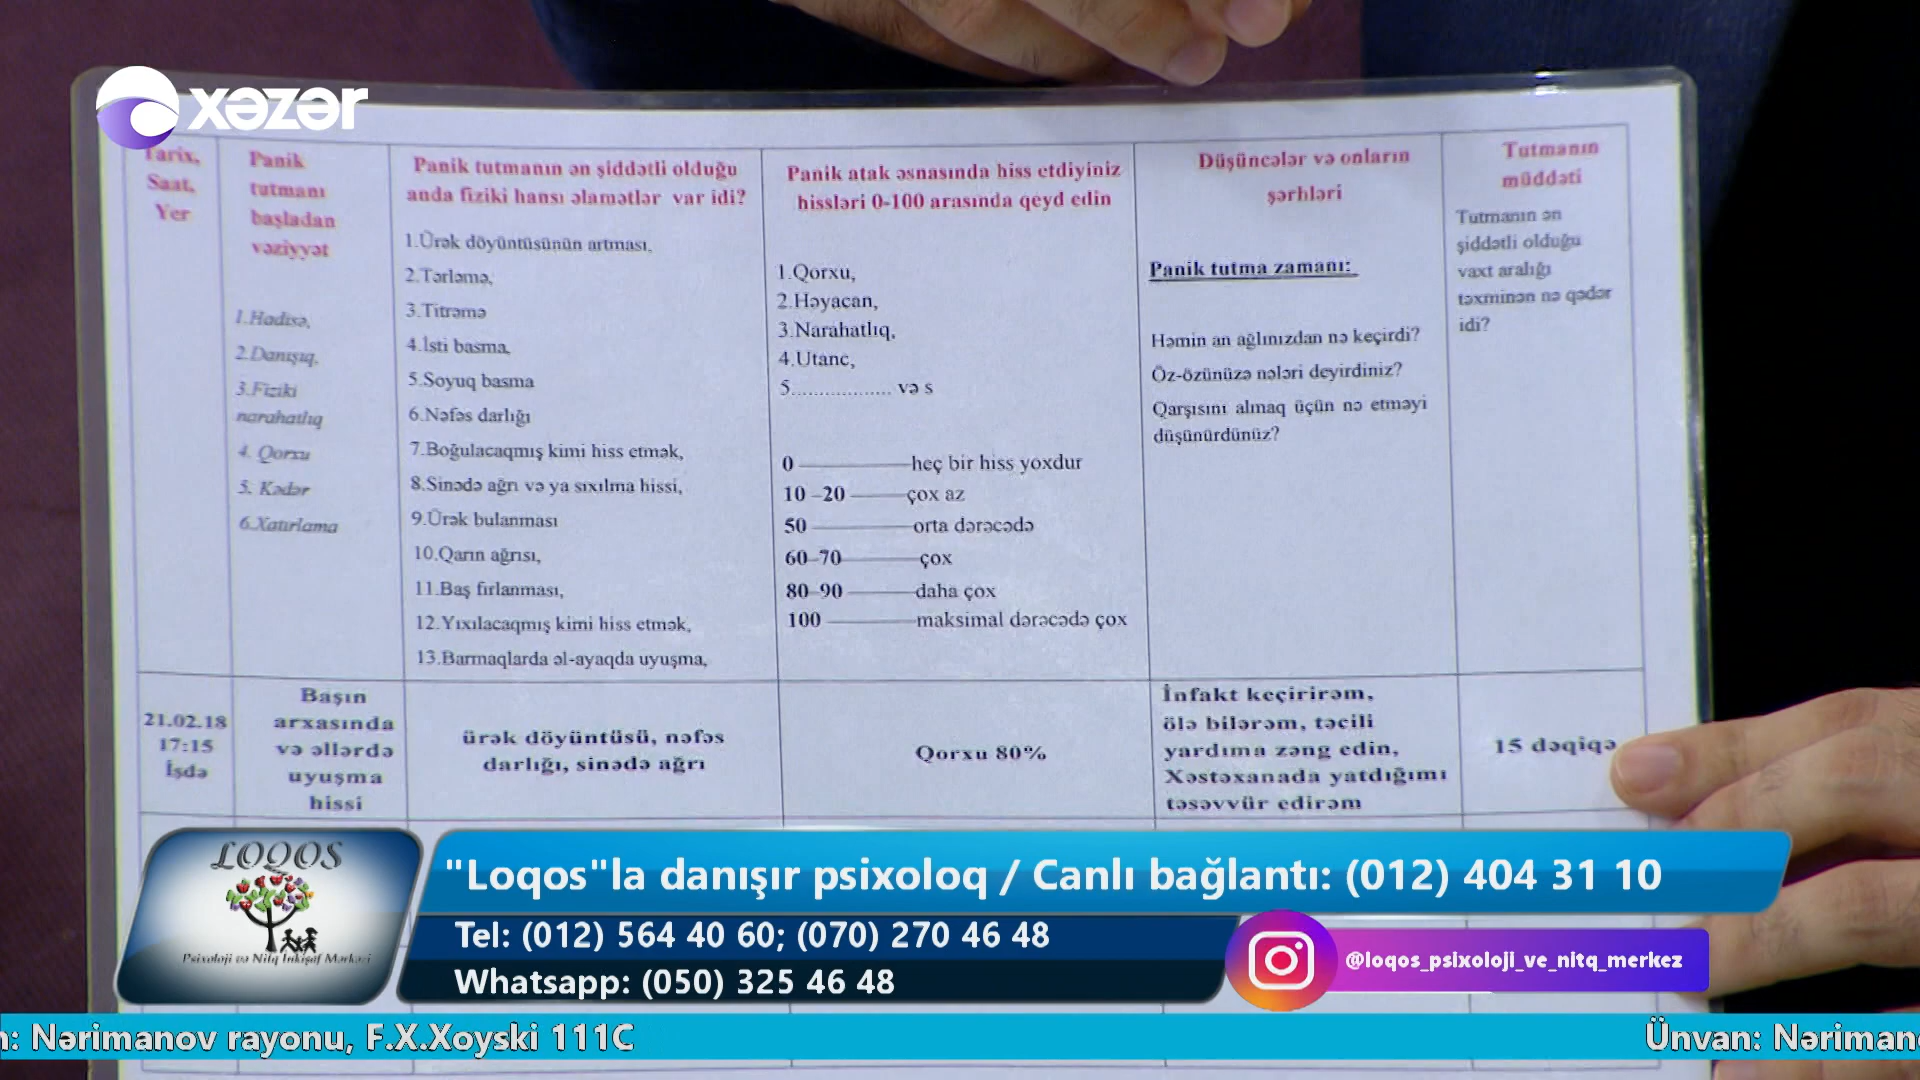 xəzər
Tarix,
Saat,
Yer
Panik
tutmanı
başladan
vəziyyət
1.Hadisə,
2.Danışıq,
3.Fiziki
narahatlıq
4. Qorxu
5. Kədər
6.Xatırlama
Panik tutmanın ən şiddətli olduğu
anda fiziki hansı əlamətlər var idi?
1.Ürək döyüntüsünün artması,
2.Tərləmə,
3.Titrəmə
4.İsti basma,
5.Soyuq basma
6.Nəfəs darlığı
7.Boğulacaqmış kimi hiss etmək,
8.Sinədə ağrı və ya sıxılma hissi,
9.Ürək bulanması
10.Qarın ağrısı,
11.Baş fırlanması,
12.Yıxılacaqmış kimi hiss etmək,
13.Barmaqlarda əl-ayaqda uyuşma,
Panik atak əsnasında hiss etdiyiniz
hissləri 0-100 arasında qeyd edin
1.Qorxu,
2.Həyacan,
3.Narahatlıq,
4.Utanc,
5.................. və s
0 ————heç bir hiss yoxdur
10 –20 ———çox az
50 ————orta dərəcədə
60–70————çox
80–90 ———daha çox
100 ————maksimal dərəcədə çox
Düşüncələr və onların
şərhləri
Panik tutma zamanı:
Həmin an ağlınızdan nə keçirdi?
Öz-özünüzə nələri deyirdiniz?
Qarşısını almaq üçün nə etməyi
düşünürdünüz?
Tutmanın
müddəti
Tutmanın ən
şiddətli olduğu
vaxt aralığı
təxminən nə qədər
idi?
21.02.18
17:15
İşdə
Başın
arxasında
və əllərdə
uyuşma
hissi
ürək döyüntüsü, nəfəs
darlığı, sinədə ağrı
Qorxu 80%
İnfakt keçirirəm,
ölə bilərəm, təcili
yardıma zəng edin,
Xəstəxanada yatdığımı
təsəvvür edirəm
15 dəqiqə
LOQOS
Psixoloji və Nitq İnkişaf Mərkəzi
"Loqos"la danışır psixoloq / Canlı bağlantı: (012) 404 31 10
Tel: (012) 564 40 60; (070) 270 46 48
Whatsapp: (050) 325 46 48
@loqos_psixoloji_ve_nitq_merkez
n: Nərimanov rayonu, F.X.Xoyski 111C
Ünvan: Nəriman